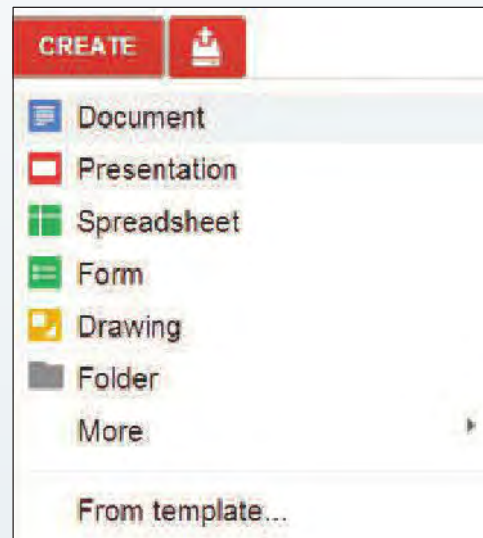 CREATE
Document
Presentation
Spreadsheet
Form
Drawing
Folder
More
From template...